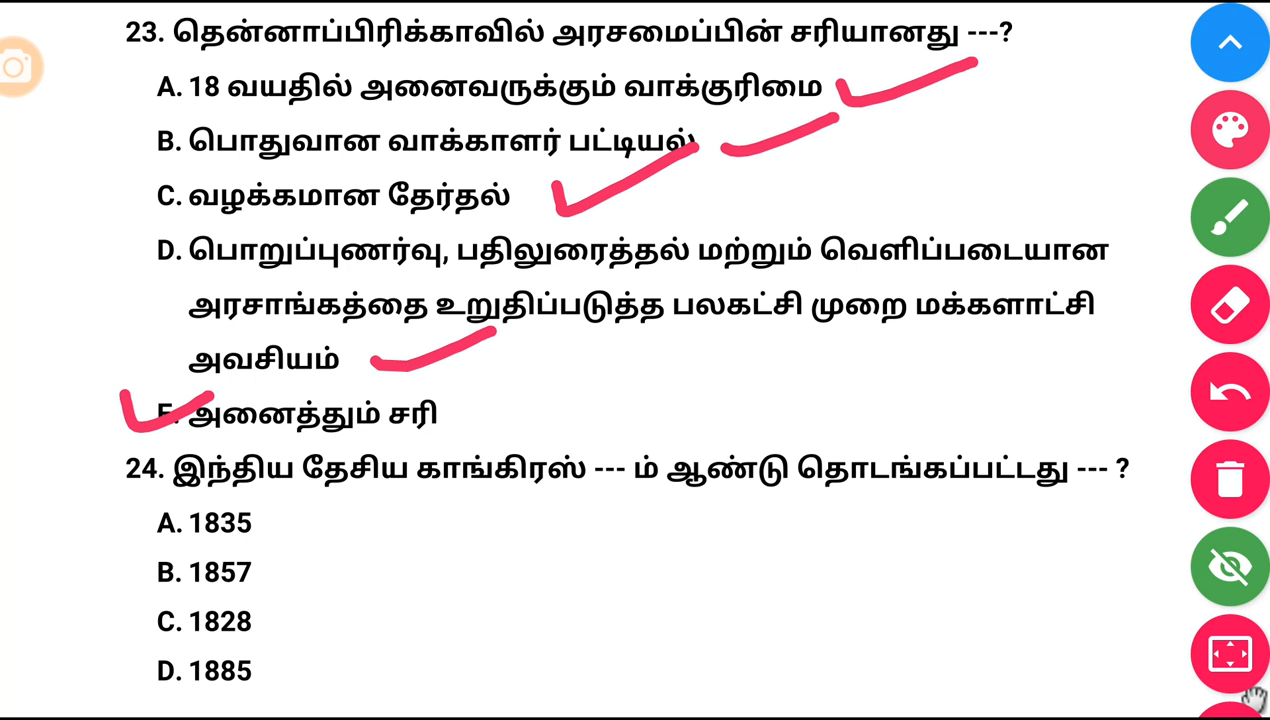 23. தென்னாப்பிரிக்காவில் அரசமைப்பின் சரியானது ---?
A. 18 வயதில் அனைவருக்கும் வாக்குரிமை
B. பொதுவான வாக்காளர் பட்டியல்
C. வழக்கமான தேர்தல்
D. பொறுப்புணர்வு, பதிலுரைத்தல் மற்றும் வெளிப்படையான
அரசாங்கத்தை உறுதிப்படுத்த பலகட்சி முறை மக்களாட்சி
அவசியம்
E. அனைத்தும் சரி
24. இந்திய தேசிய காங்கிரஸ் --- ம் ஆண்டு தொடங்கப்பட்டது --- ?
A. 1835
B. 1857
C. 1828
D. 1885